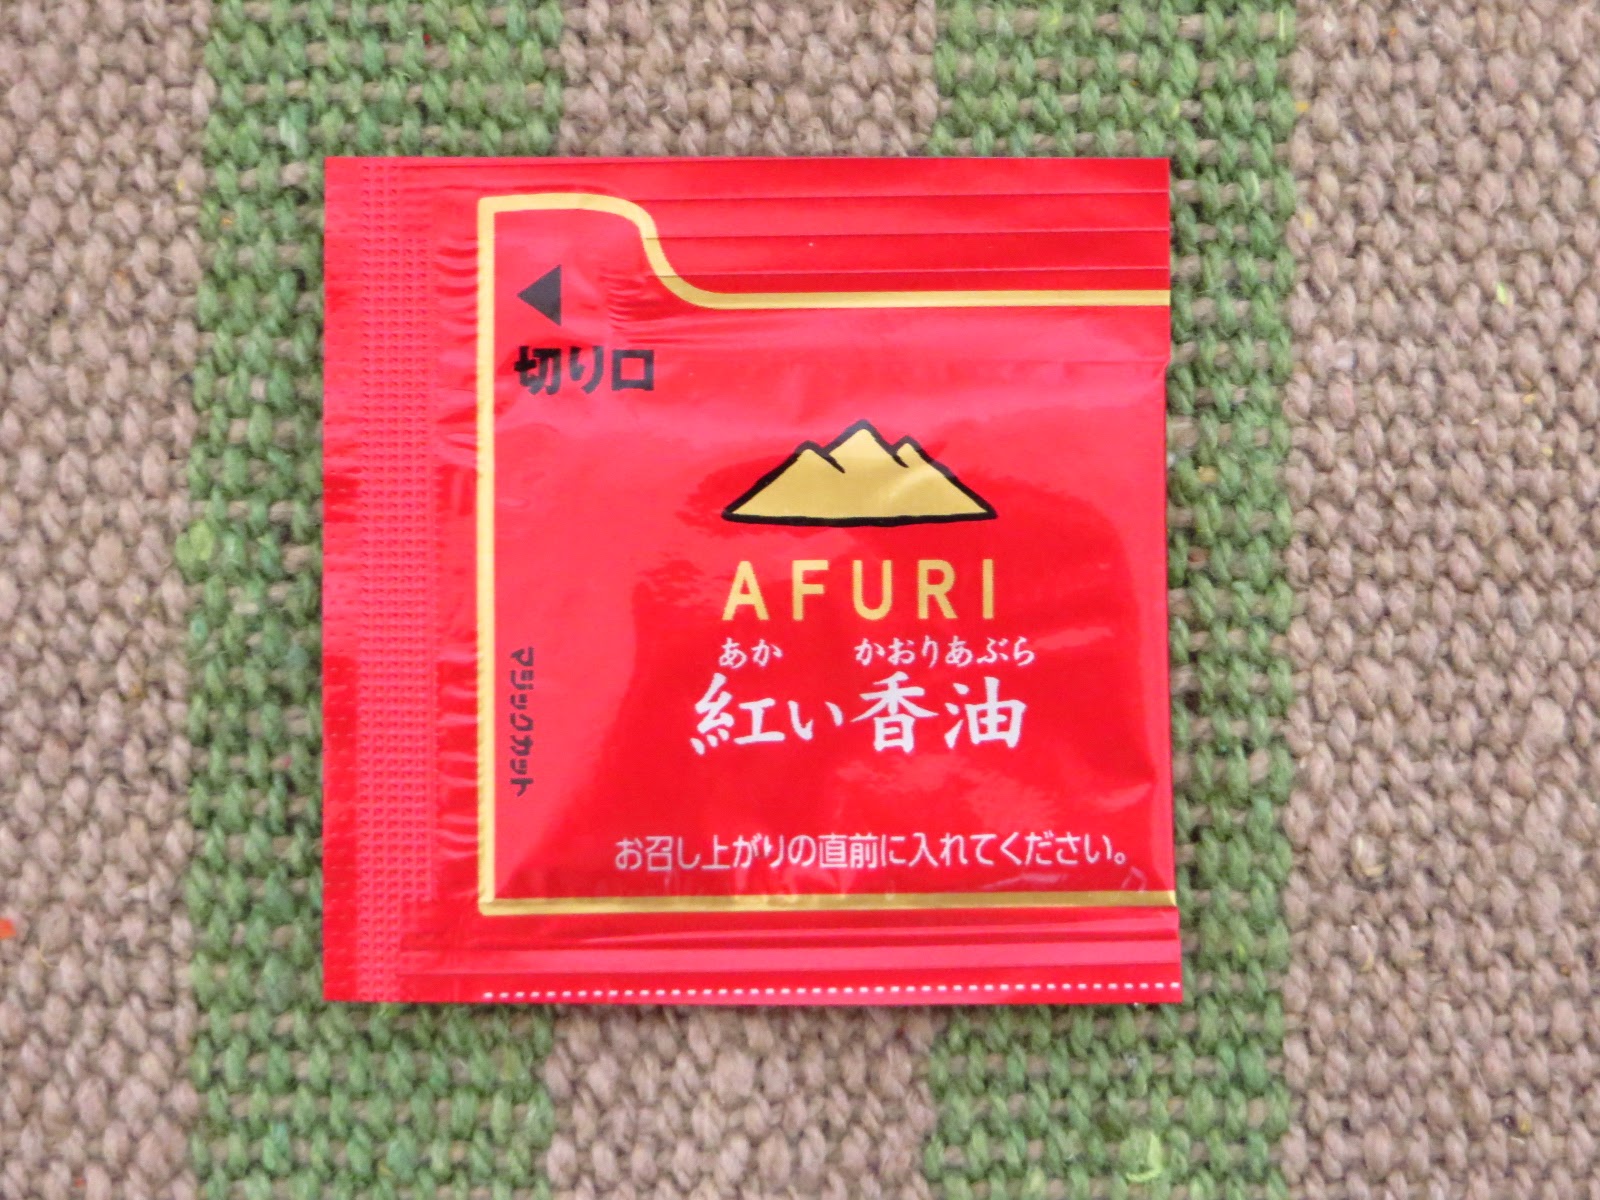 ◀
切り口
AFURI
あか かおりあぶら
紅い香油
マジックカット
お召し上がりの直前に入れてください。